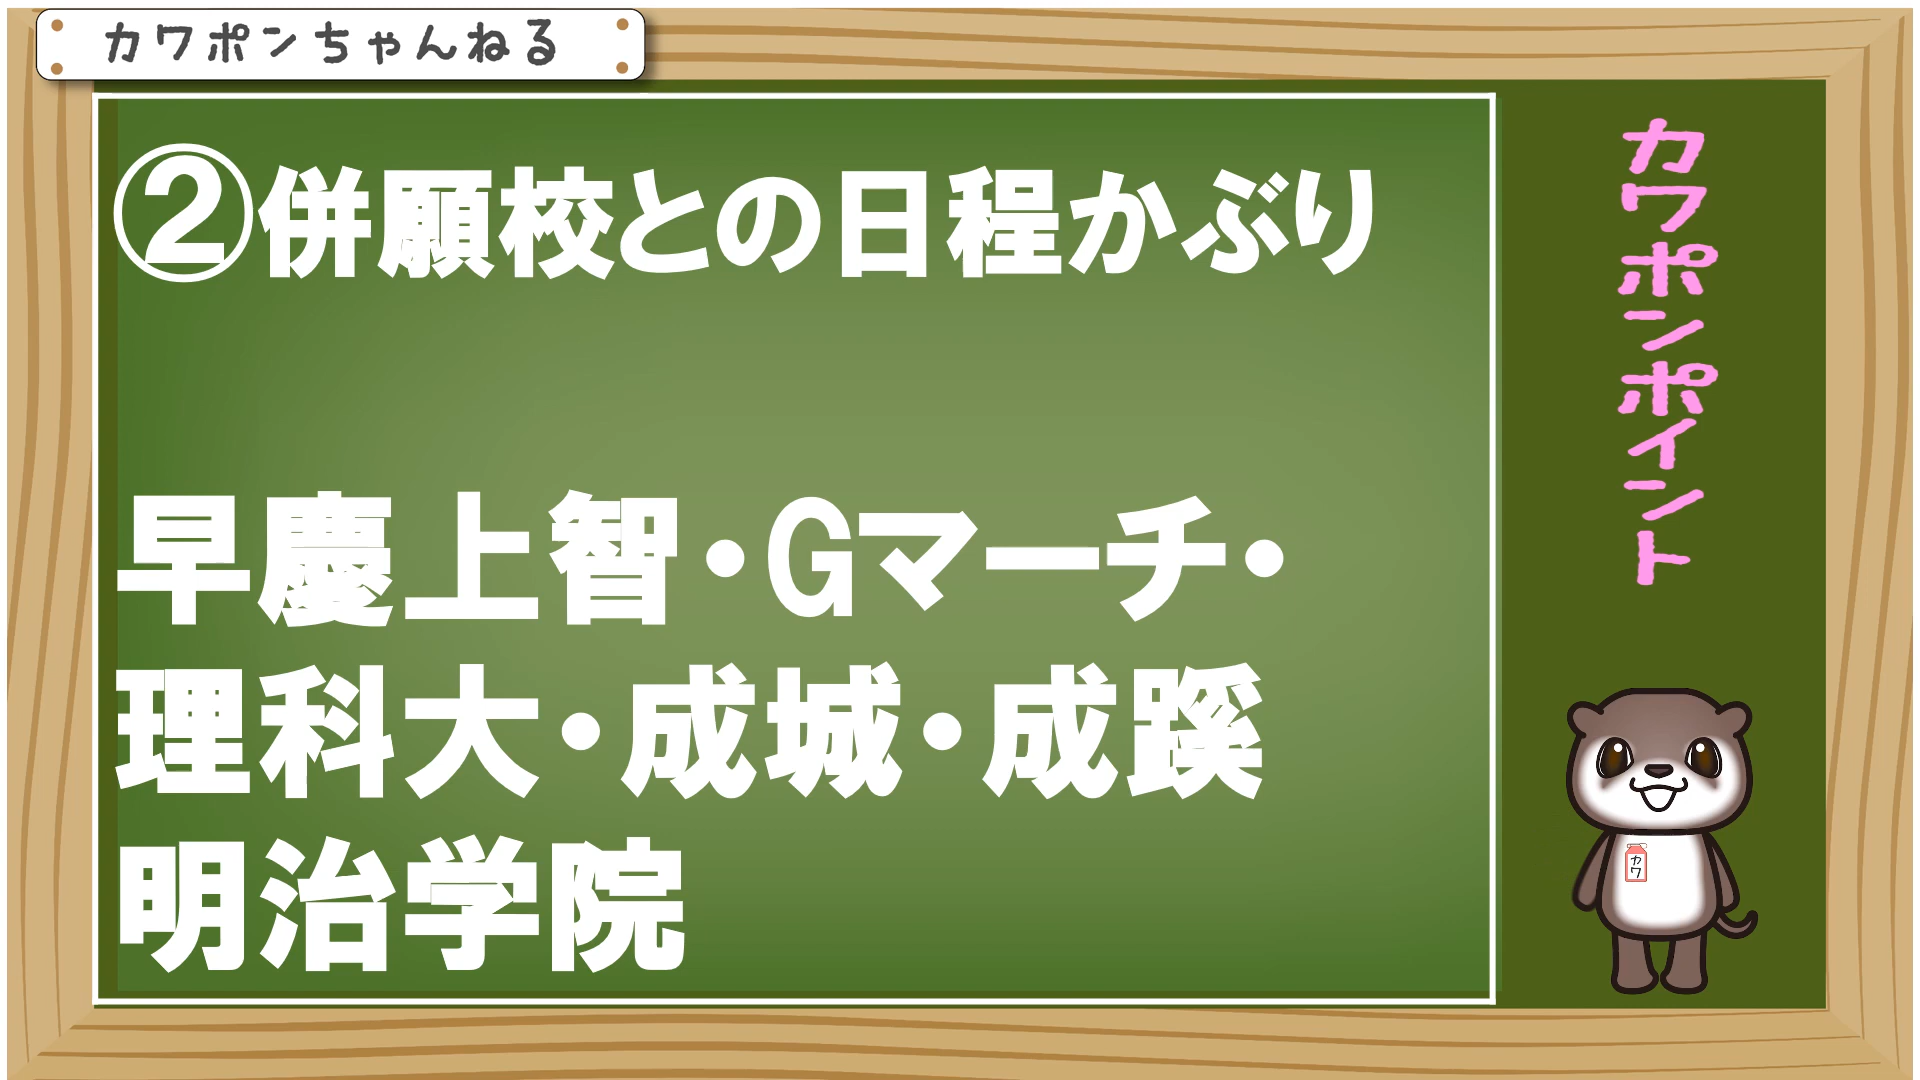 カワポンちゃんねる
②併願校との日程かぶり
早慶上智・Gマーチ・
理科大・成城・成蹊
明治学院
カワポンポイント
カワ